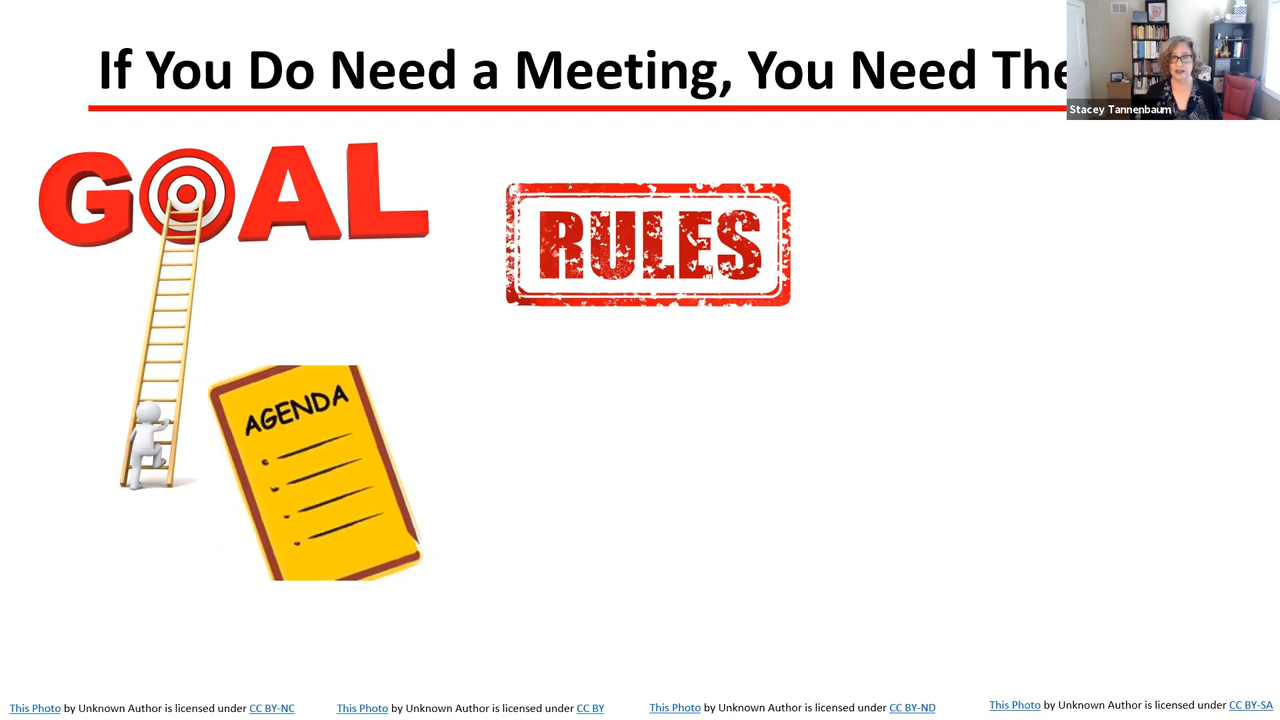 If You Do Need a Meeting, You Need The
Stacey Tannenbaum
GOAL
RULES
AGENDA
This Photo by Unknown Author is licensed under CC BY-NC
This Photo by Unknown Author is licensed under CC BY
This Photo by Unknown Author is licensed under CC BY-ND
This Photo by Unknown Author is licensed under CC BY-SA